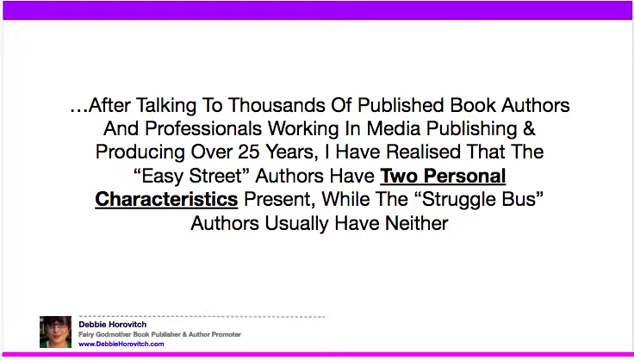 ...After Talking To Thousands Of Published Book Authors
And Professionals Working In Media Publishing &
Producing Over 25 Years, I Have Realised That The
“Easy Street” Authors Have Two Personal
Characteristics Present, While The “Struggle Bus”
Authors Usually Have Neither
Debbie Horovitch
Fairy Godmother Book Publisher & Author Promoter
www.DebbieHorovitch.com